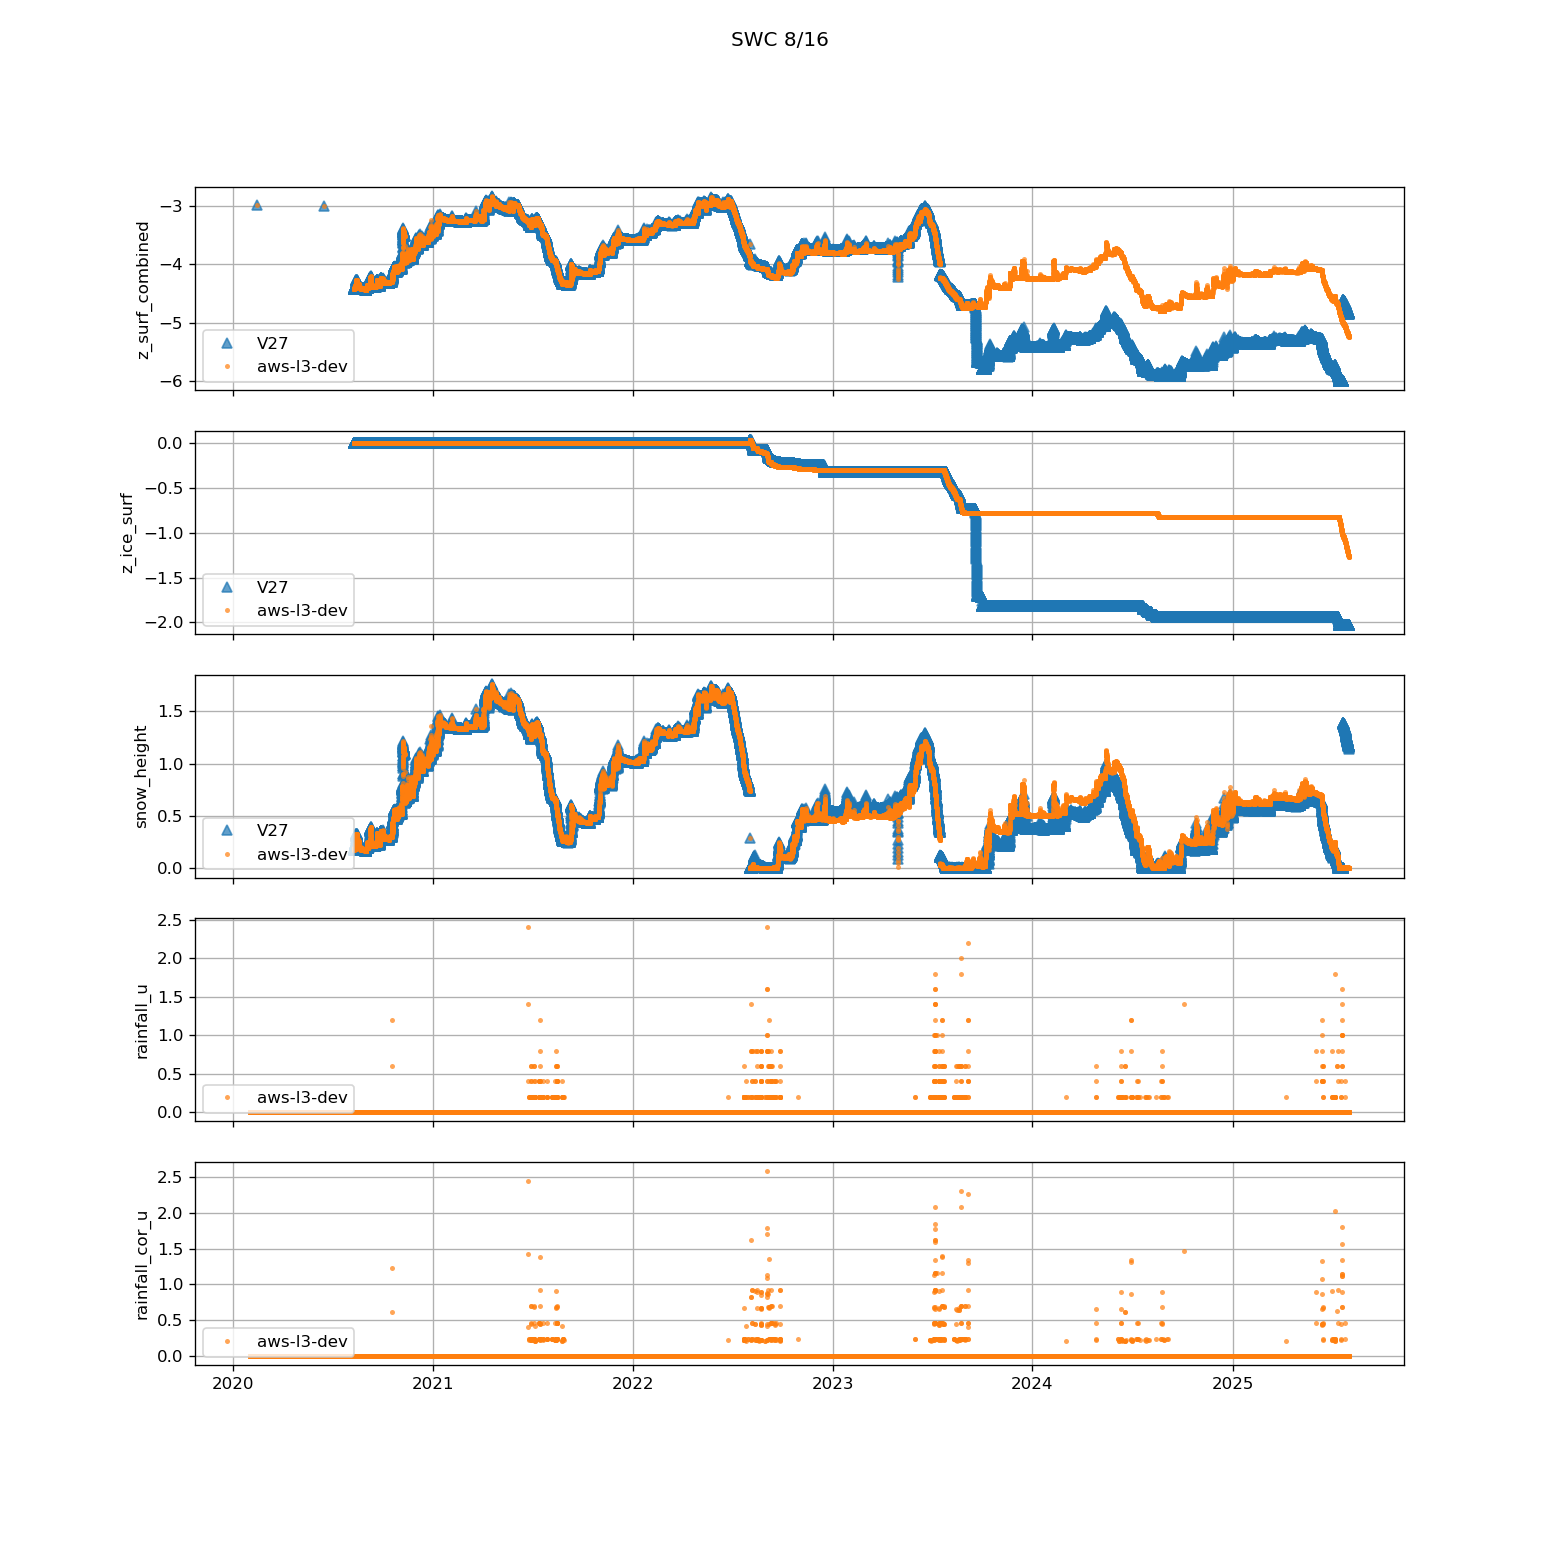 SWC 8/16
z_surf_combined
−3
−4
−5
−6
V27
aws-l3-dev
z_ice_surf
0.0
−0.5
−1.0
−1.5
−2.0
V27
aws-l3-dev
snow_height
1.5
1.0
0.5
0.0
V27
aws-l3-dev
rainfall_u
2.5
2.0
1.5
1.0
0.5
0.0
aws-l3-dev
rainfall_cor_u
2.5
2.0
1.5
1.0
0.5
0.0
aws-l3-dev
2020 2021 2022 2023 2024 2025